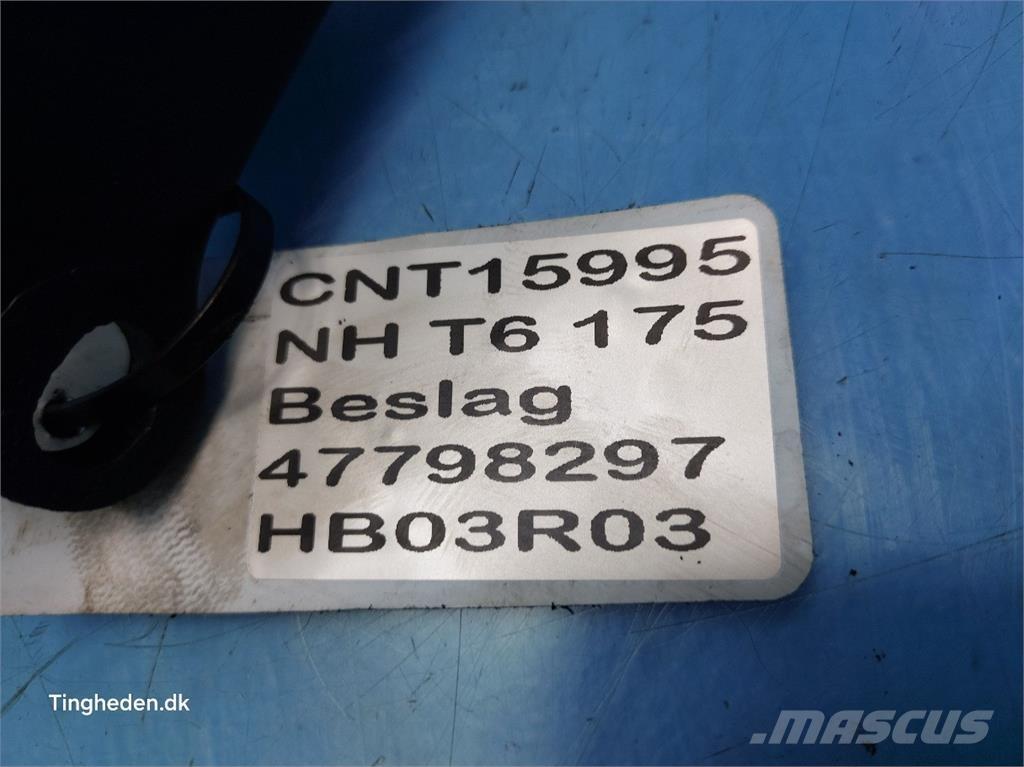 CNT15995
NH T6 175
Beslag
47798297
HB03R03
Tingheden.dk
MASCUS